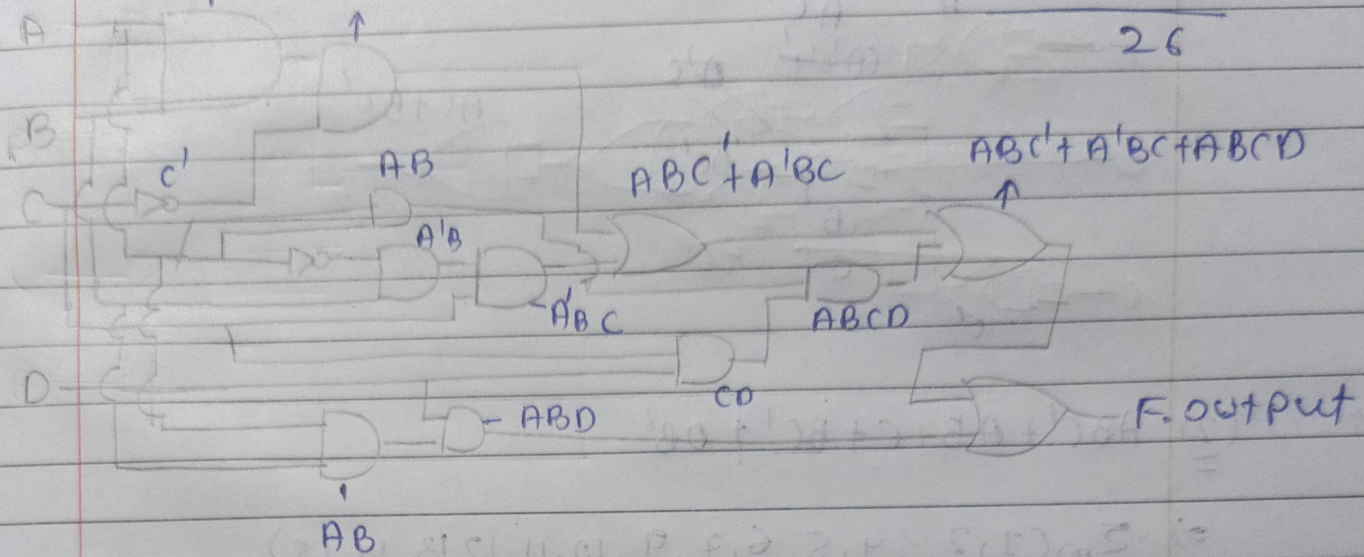 A
26
B
ABC'+A'BC+ABCD
C'
AB
ABC'+A'BC
C
A'B
A'BC
ABCD
D
CD
ABD
F. output
AB